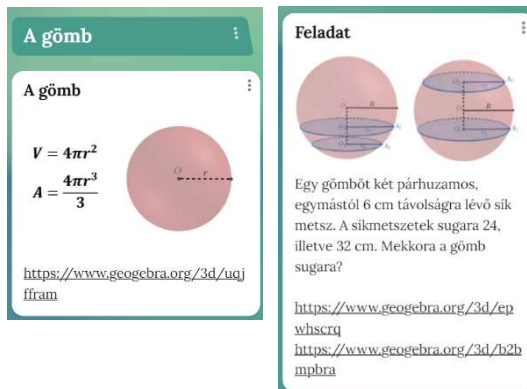 A gömb
A gömb
V = 4πr²
A = 4πr³/3
O
r
https://www.geogebra.org/3d/uqj
ffram
Feladat
R
R
Egy gömböt két párhuzamos,
egymástól 6 cm távolságra lévő sík
metsz. A síkmetszetek sugara 24,
illetve 32 cm. Mekkora a gömb
sugara?
https://www.geogebra.org/3d/ep
whscrq
https://www.geogebra.org/3d/b2b
mpbra